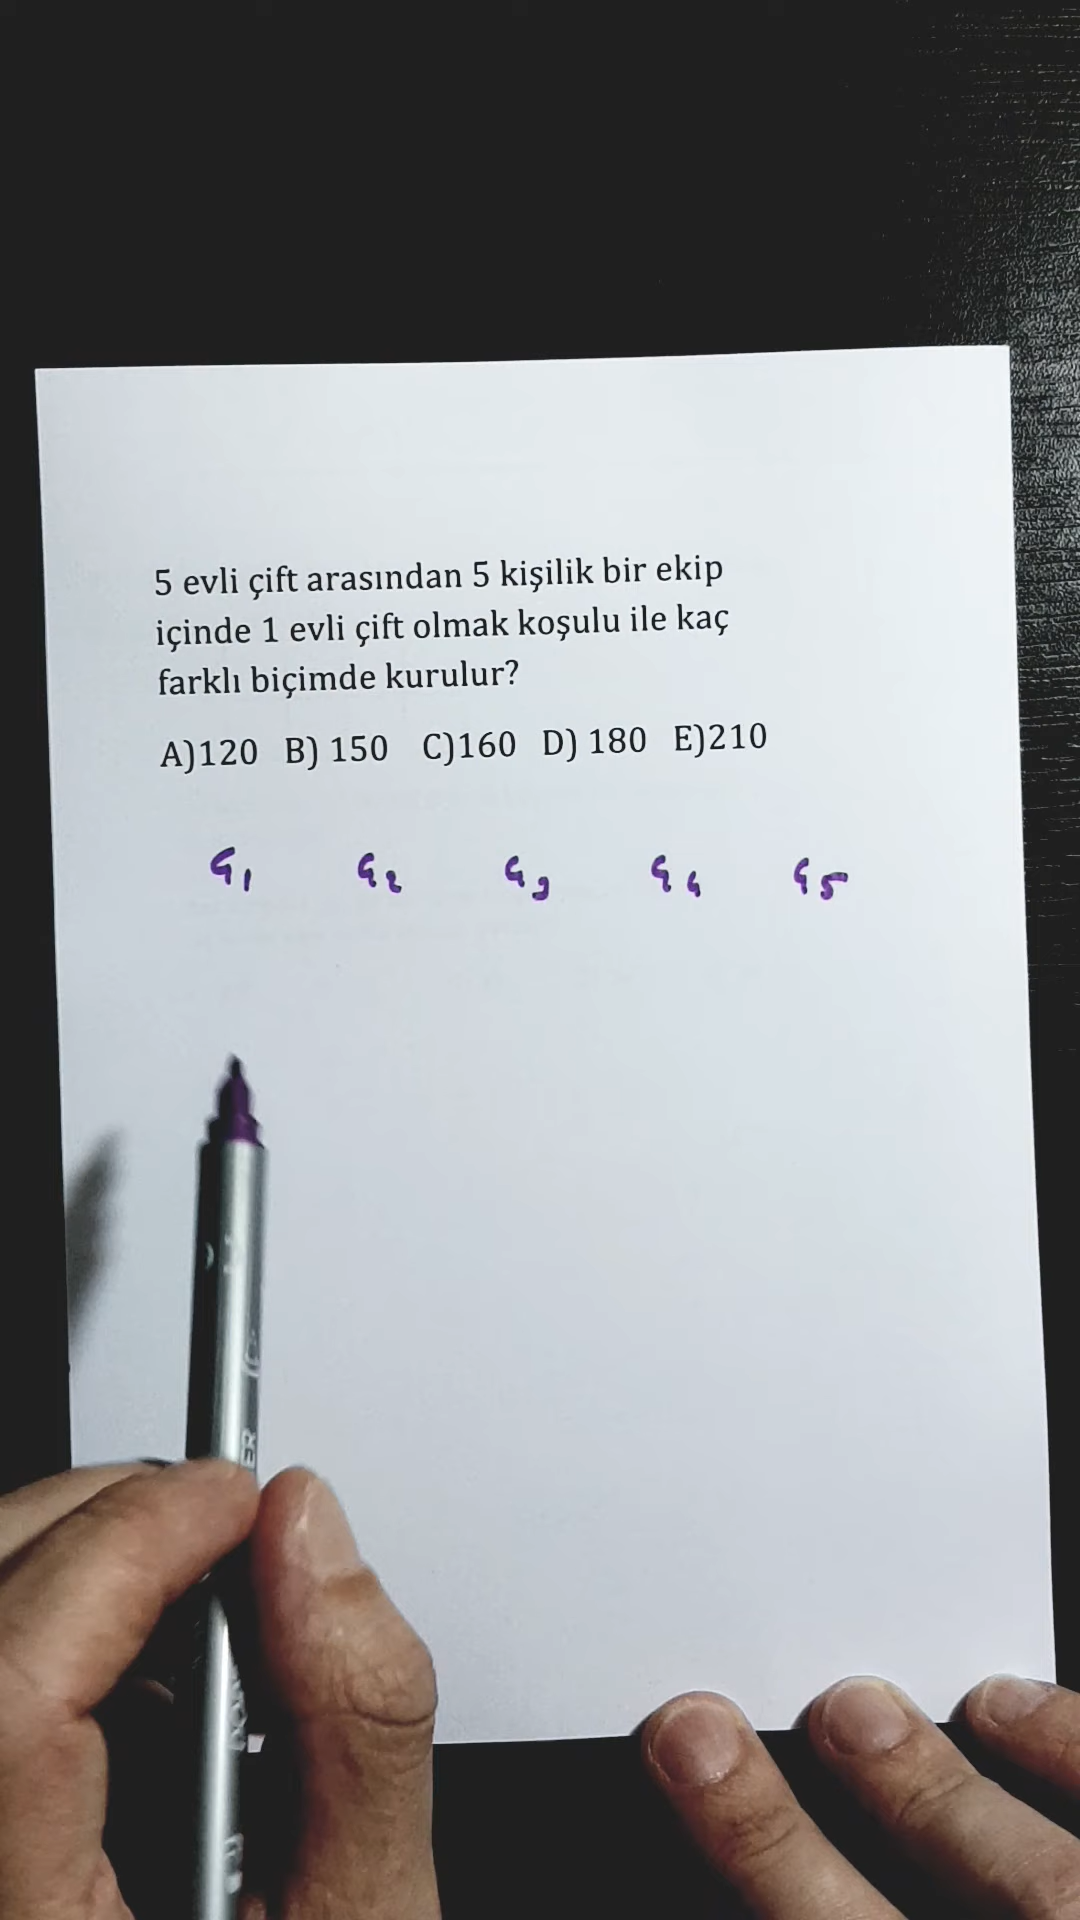 5 evli çift arasından 5 kişilik bir ekip
içinde 1 evli çift olmak koşulu ile kaç
farklı biçimde kurulur?
A)120 B) 150 C)160 D) 180 E)210
Ç1 Ç2 Ç3 Ç4 Ç5
ER